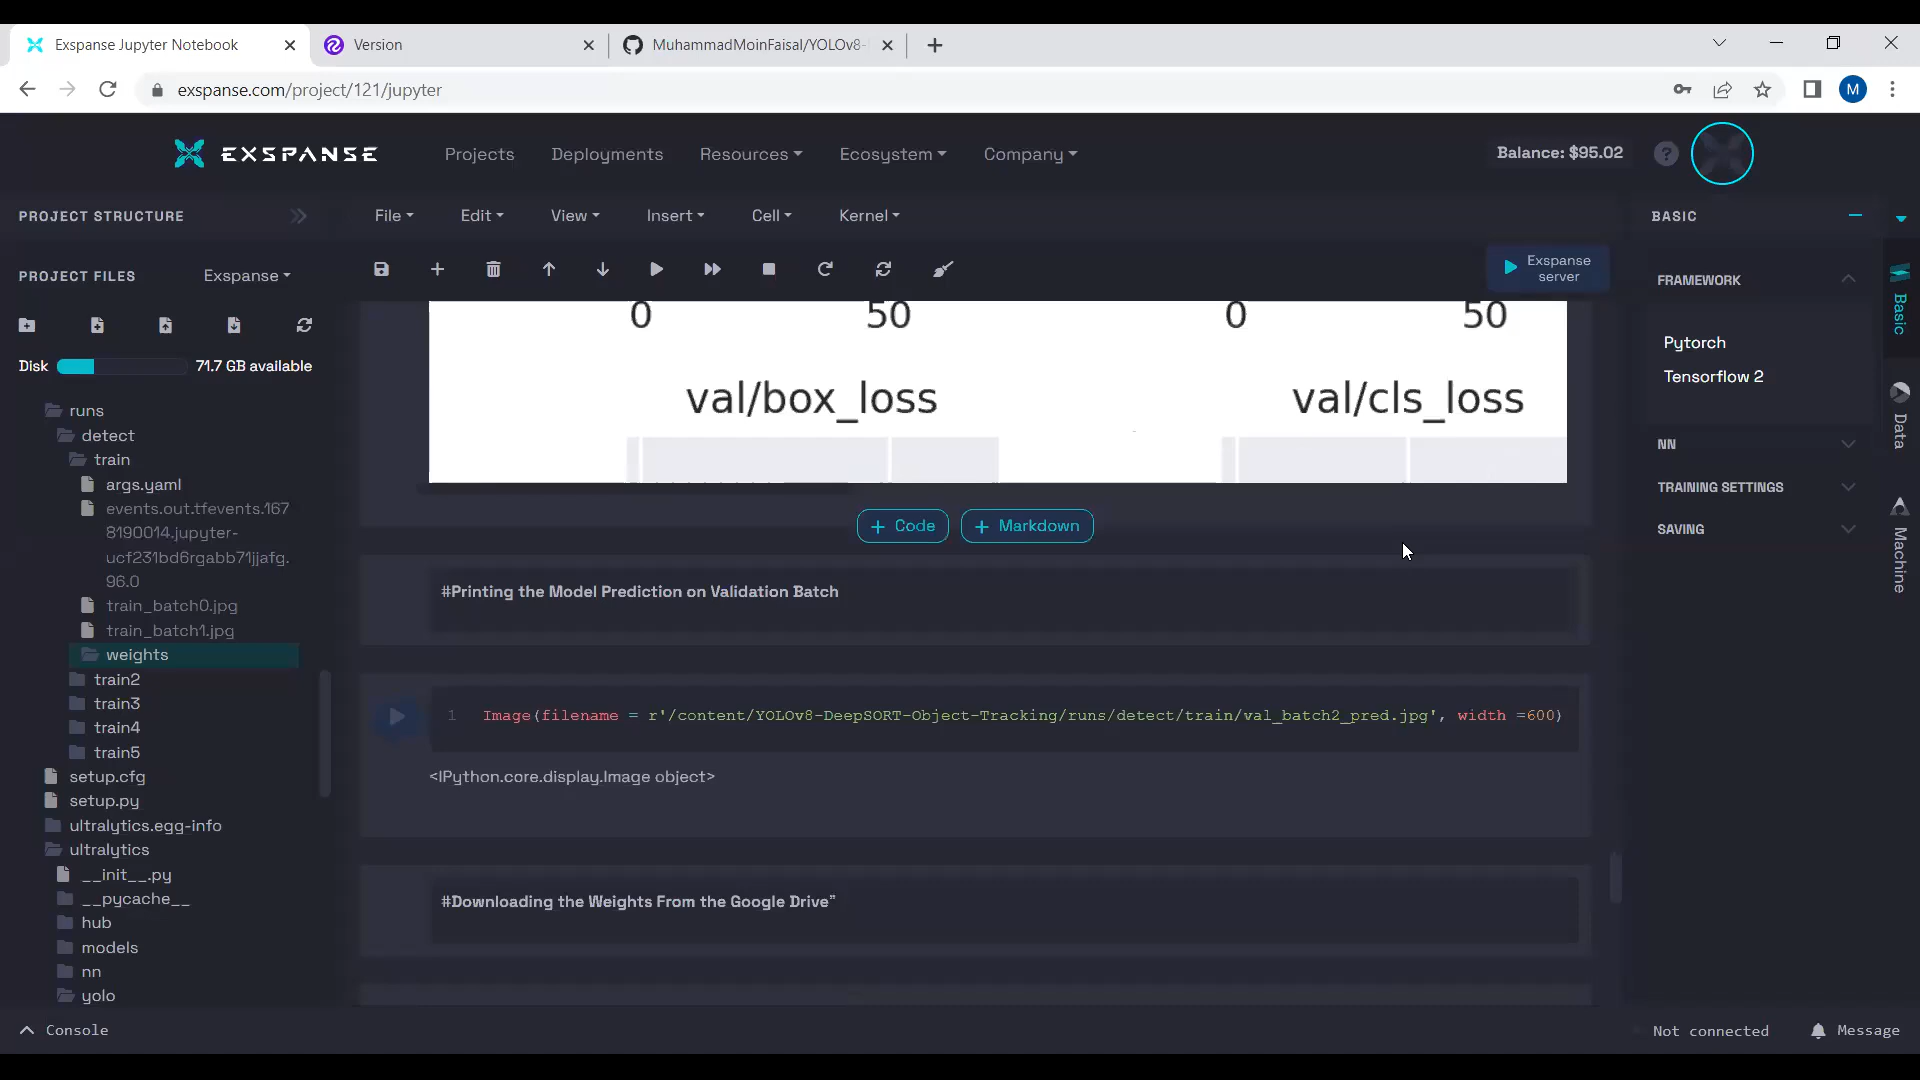 Exspanse Jupyter Notebook
Version
MuhammadMoinFaisal/YOLOv8-
exspanse.com/project/121/jupyter
M
EXSPANSE
Projects
Deployments
Resources
Ecosystem
Company
Balance: $95.02
?
PROJECT STRUCTURE
File
Edit
View
Insert
Cell
Kernel
BASIC
PROJECT FILES
Exspanse
Exspanse
server
Disk
71.7 GB available
runs
detect
train
args.yaml
events.out.tfevents.167
8190014.jupyter-
ucf231bd6rgabb71jjafg.
96.0
train_batch0.jpg
train_batch1.jpg
weights
train2
train3
train4
train5
setup.cfg
setup.py
ultralytics.egg-info
ultralytics
__init__.py
__pycache__
hub
models
nn
yolo
0 50 0 50
val/box_loss val/cls_loss
+ Code + Markdown
#Printing the Model Prediction on Validation Batch
1 Image(filename = r'/content/YOLOv8-DeepSORT-Object-Tracking/runs/detect/train/val_batch2_pred.jpg', width =600)
<IPython.core.display.Image object>
#Downloading the Weights From the Google Drive"
FRAMEWORK
Pytorch
Tensorflow 2
NN
TRAINING SETTINGS
SAVING
Basic
Data
Machine
Console
Not connected
Message